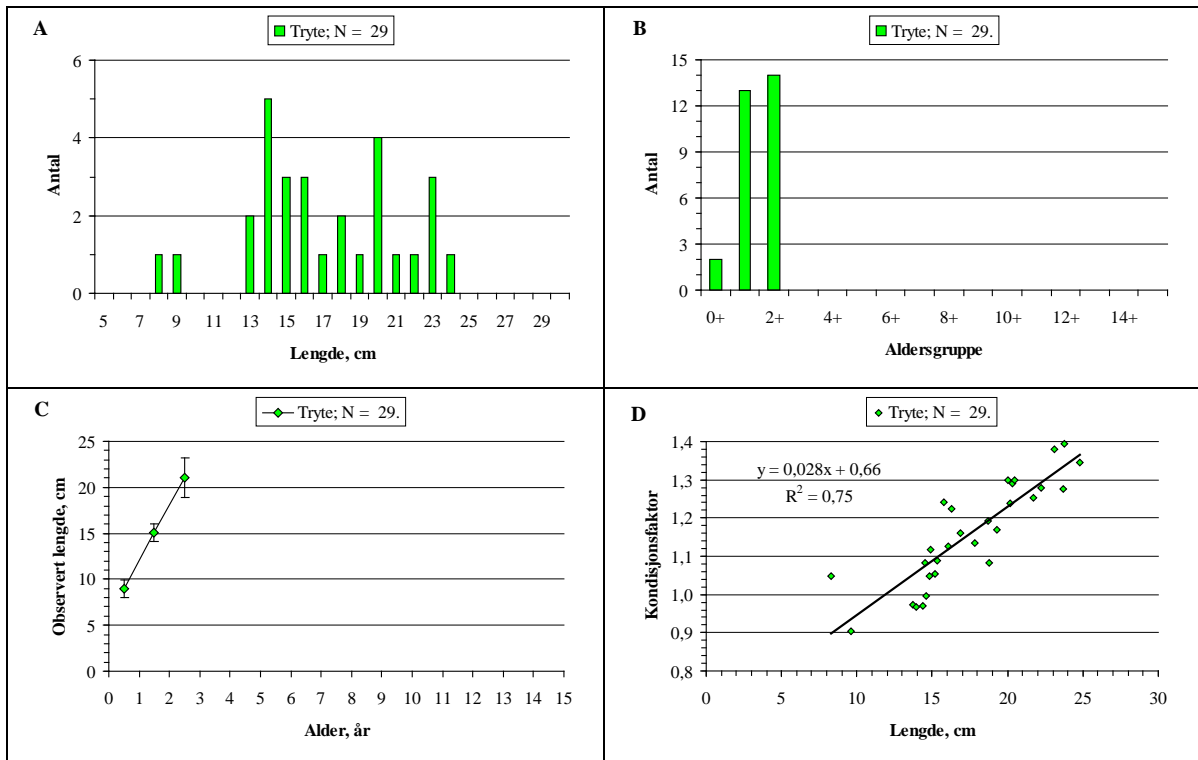 A
Tryte; N = 29
6
4
2
0
Antal
5 7 9 11 13 15 17 19 21 23 25 27 29
Lengde, cm
B
Tryte; N = 29.
15
12
9
6
3
0
Antal
0+ 2+ 4+ 6+ 8+ 10+ 12+ 14+
Aldersgruppe
C
Tryte; N = 29.
25
20
15
10
5
0
Observert lengde, cm
0 1 2 3 4 5 6 7 8 9 10 11 12 13 14 15
Alder, år
D
Tryte; N = 29.
1,4
1,3
1,2
1,1
1,0
0,9
0,8
Kondisjonsfaktor
y = 0,028x + 0,66
R² = 0,75
0 5 10 15 20 25 30
Lengde, cm